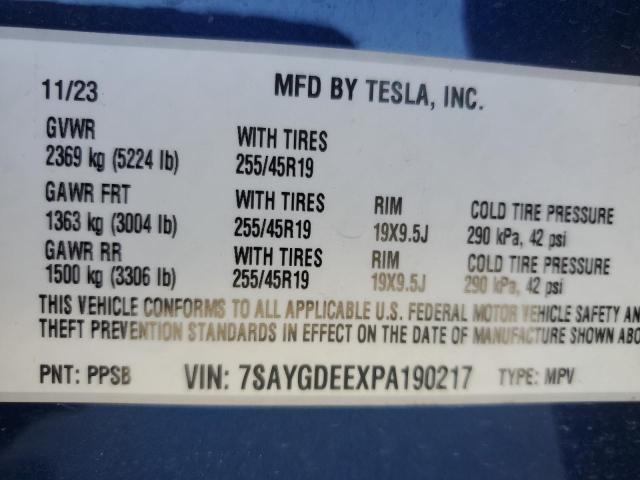 11/23 MFD BY TESLA, INC.
GVWR
2369 kg (5224 lb) WITH TIRES 255/45R19
GAWR FRT
1363 kg (3004 lb) WITH TIRES 255/45R19 RIM 19X9.5J COLD TIRE PRESSURE 290 kPa, 42 psi
GAWR RR
1500 kg (3306 lb) WITH TIRES 255/45R19 RIM 19X9.5J COLD TIRE PRESSURE 290 kPa, 42 psi
THIS VEHICLE CONFORMS TO ALL APPLICABLE U.S. FEDERAL MOTOR VEHICLE SAFETY AN
THEFT PREVENTION STANDARDS IN EFFECT ON THE DATE OF MANUFACTURE SHOWN ABO
PNT: PPSB VIN: 7SAYGDEEXPA190217 TYPE: MPV